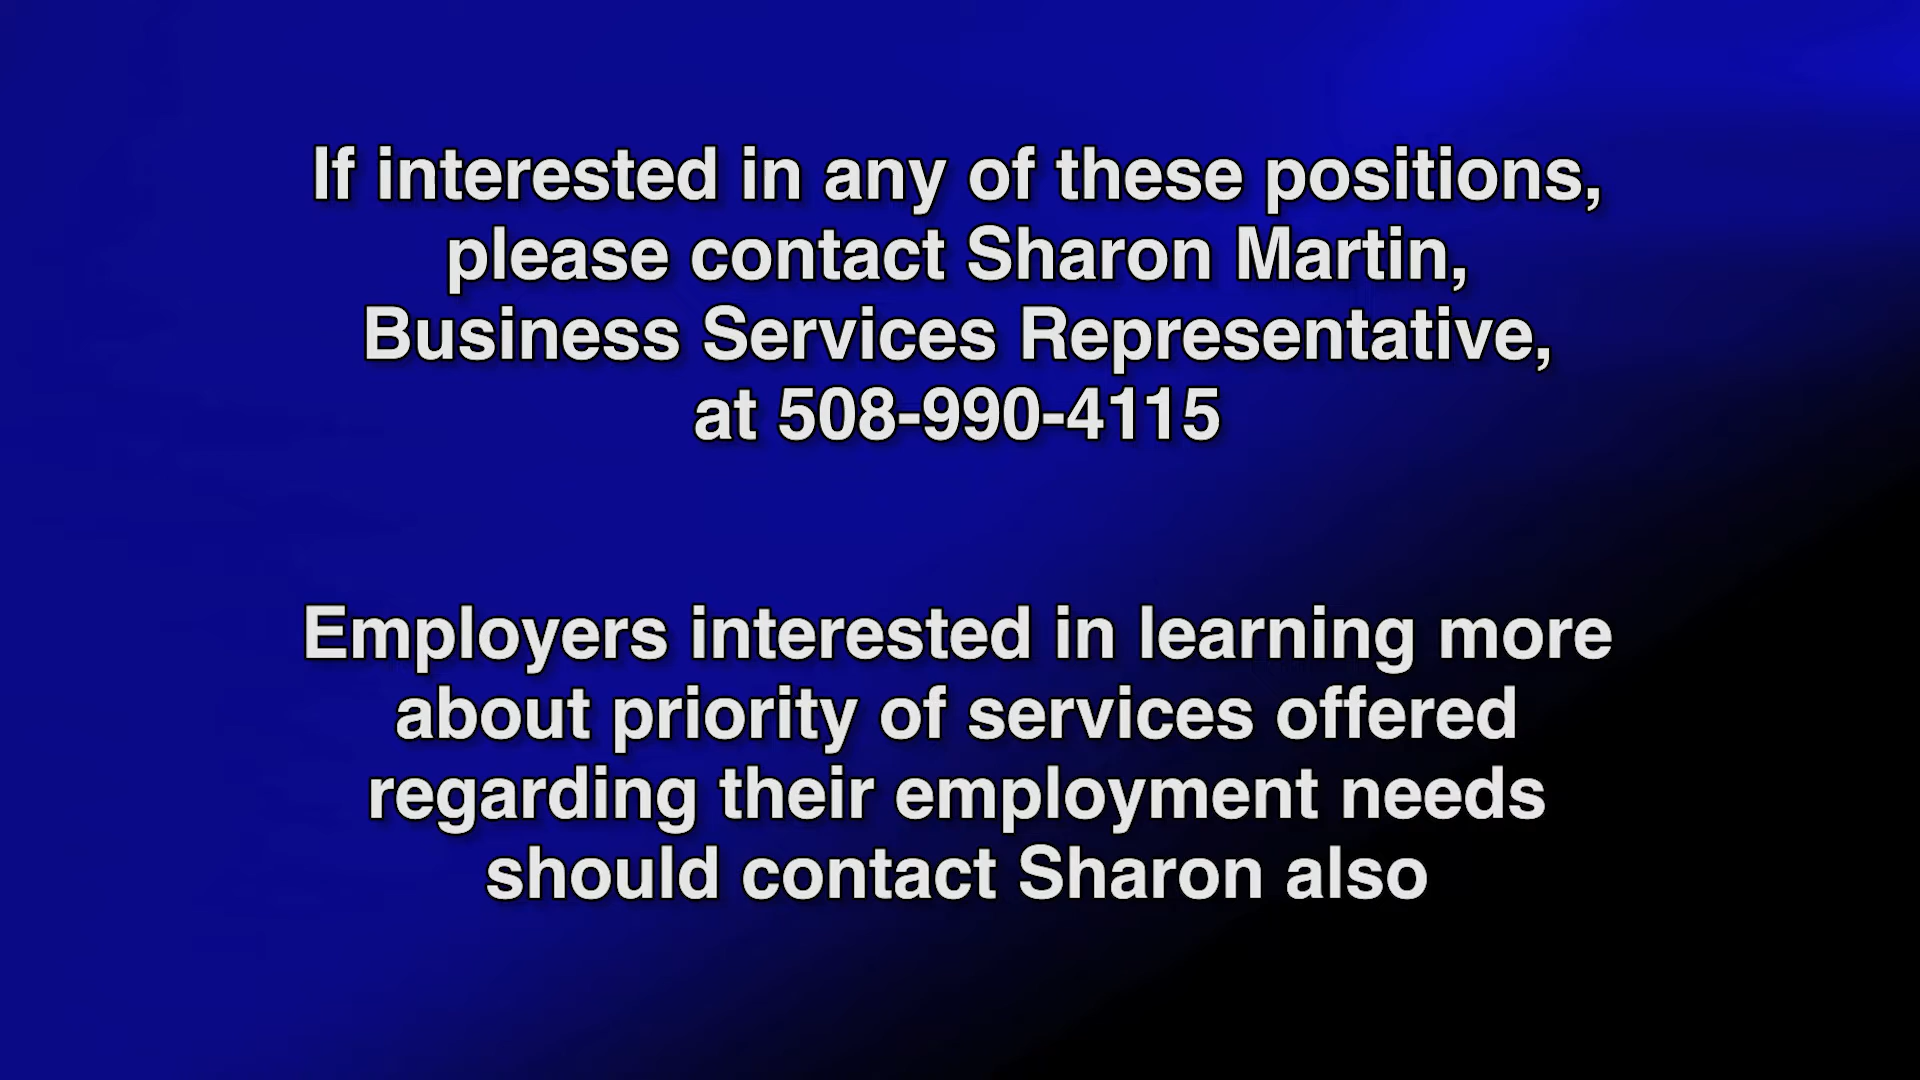 If interested in any of these positions,
please contact Sharon Martin,
Business Services Representative,
at 508-990-4115
Employers interested in learning more
about priority of services offered
regarding their employment needs
should contact Sharon also